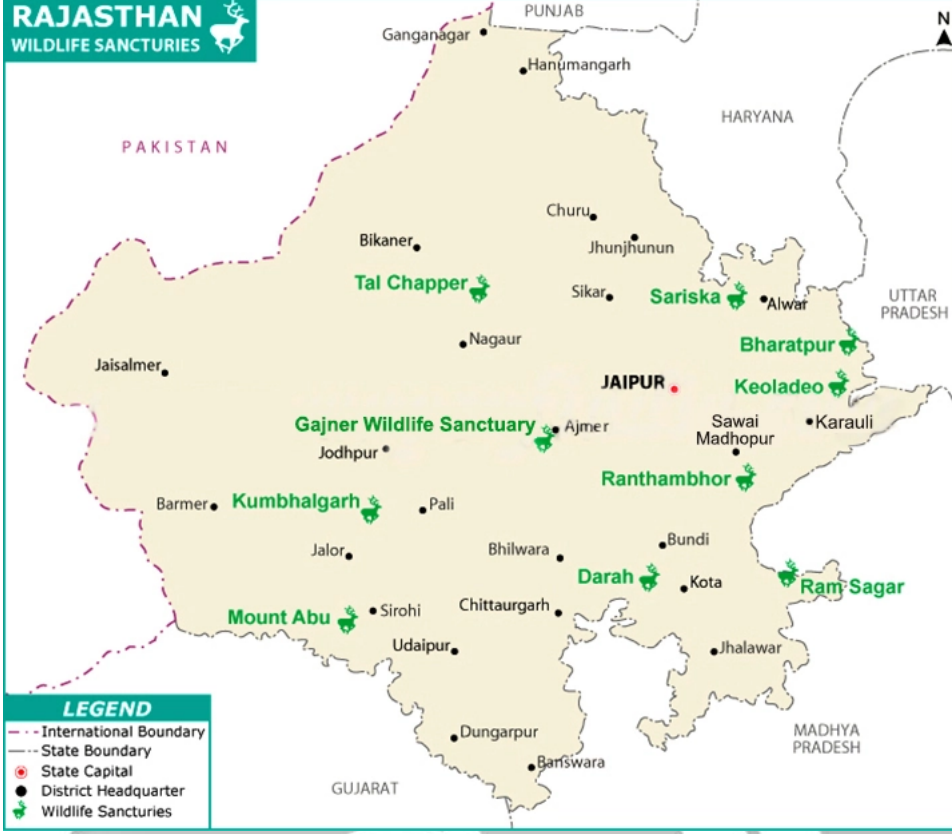 RAJASTHAN
WILDLIFE SANCTURIES
PUNJAB
N
Ganganagar
Hanumangarh
HARYANA
PAKISTAN
Churu
Bikaner
Jhunjhunun
Tal Chapper
Sikar
Sariska
Alwar
UTTAR
PRADESH
Nagaur
Bharatpur
Jaisalmer
JAIPUR
Keoladeo
Gajner Wildlife Sanctuary
Ajmer
Sawai
Madhopur
Karauli
Jodhpur
Ranthambhor
Barmer
Kumbhalgarh
Pali
Jalor
Bhilwara
Bundi
Darah
Kota
Ram Sagar
Mount Abu
Sirohi
Chittaurgarh
Udaipur
Jhalawar
LEGEND
International Boundary
State Boundary
State Capital
District Headquarter
Wildlife Sancturies
Dungarpur
Banswara
MADHYA
PRADESH
GUJARAT